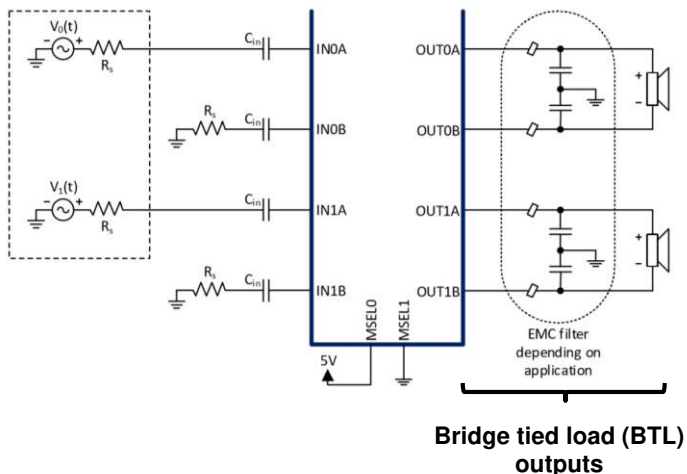 V0(t)
Rs
Cin
IN0A
OUT0A
Rs
Cin
IN0B
OUT0B
V1(t)
Rs
Cin
IN1A
OUT1A
Rs
Cin
IN1B
OUT1B
MSEL0
MSEL1
5V
EMC filter
depending on
application
Bridge tied load (BTL)
outputs